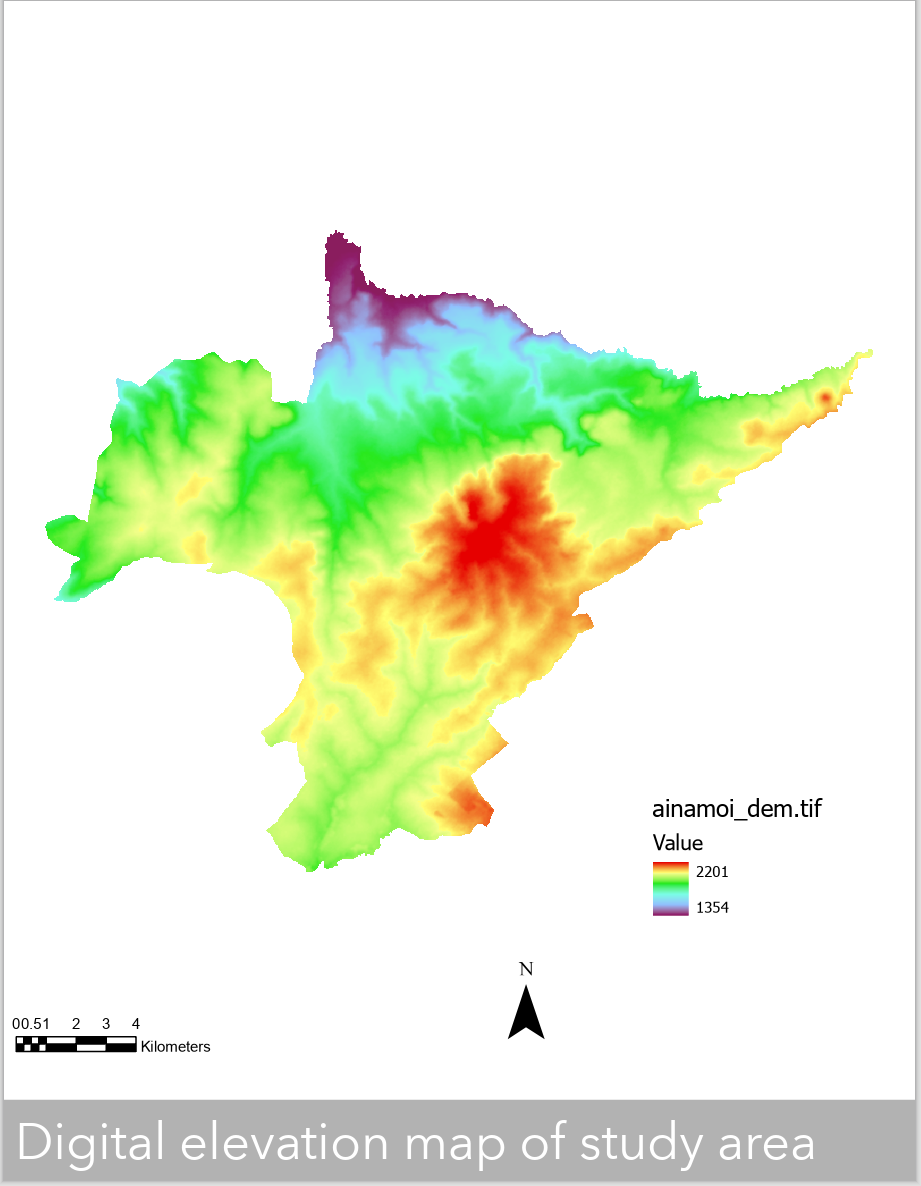 ainamoi_dem.tif
Value
2201
1354
N
00.51 2 3 4
Kilometers
Digital elevation map of study area